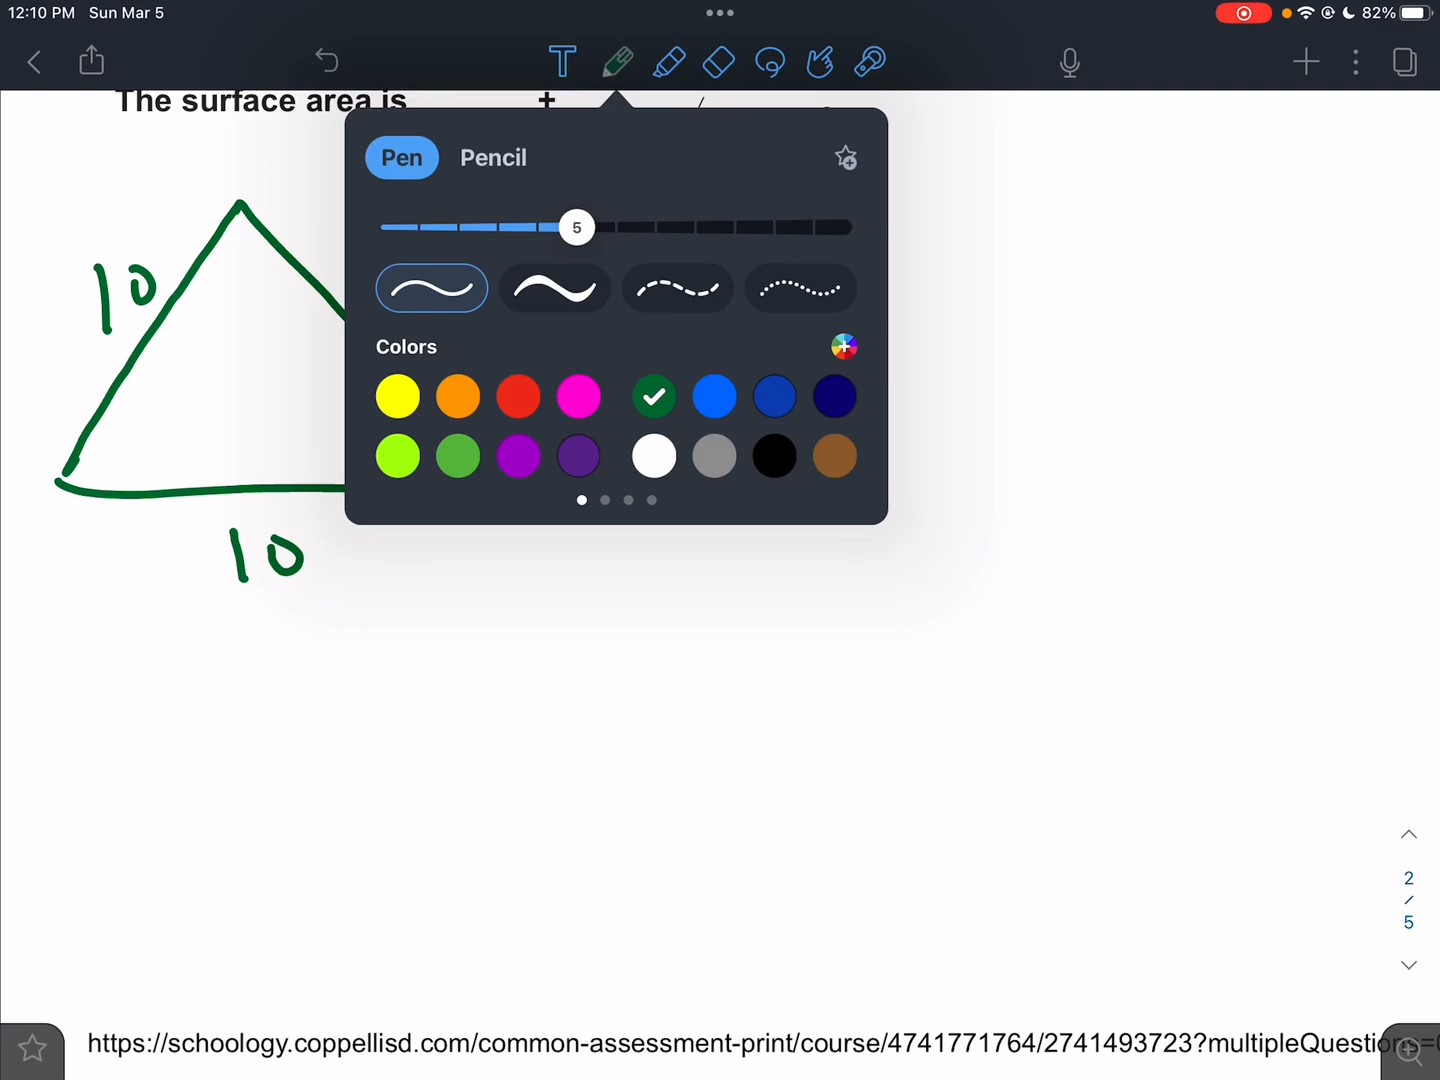 12:10 PM Sun Mar 5
82%
T
The surface area is + /
Pen Pencil
5
10
Colors
10
2
/
5
https://schoology.coppellisd.com/common-assessment-print/course/4741771764/2741493723?multipleQuestions=